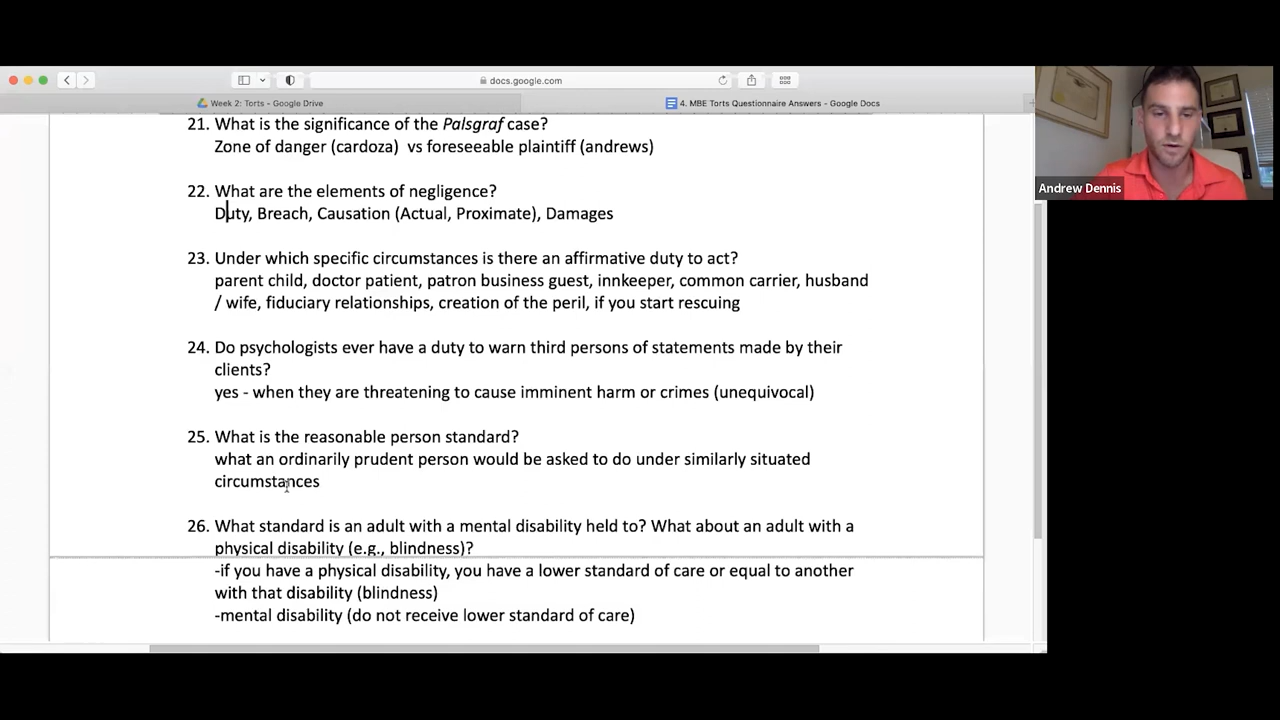 docs.google.com
Week 2: Torts - Google Drive
4. MBE Torts Questionnaire Answers - Google Docs
21. What is the significance of the Palsgraf case?
Zone of danger (cardoza)  vs foreseeable plaintiff (andrews)
22. What are the elements of negligence?
Duty, Breach, Causation (Actual, Proximate), Damages
23. Under which specific circumstances is there an affirmative duty to act?
parent child, doctor patient, patron business guest, innkeeper, common carrier, husband
/ wife, fiduciary relationships, creation of the peril, if you start rescuing
24. Do psychologists ever have a duty to warn third persons of statements made by their
clients?
yes - when they are threatening to cause imminent harm or crimes (unequivocal)
25. What is the reasonable person standard?
what an ordinarily prudent person would be asked to do under similarly situated
circumstances
26. What standard is an adult with a mental disability held to? What about an adult with a
physical disability (e.g., blindness)?
-if you have a physical disability, you have a lower standard of care or equal to another
with that disability (blindness)
-mental disability (do not receive lower standard of care)
Andrew Dennis